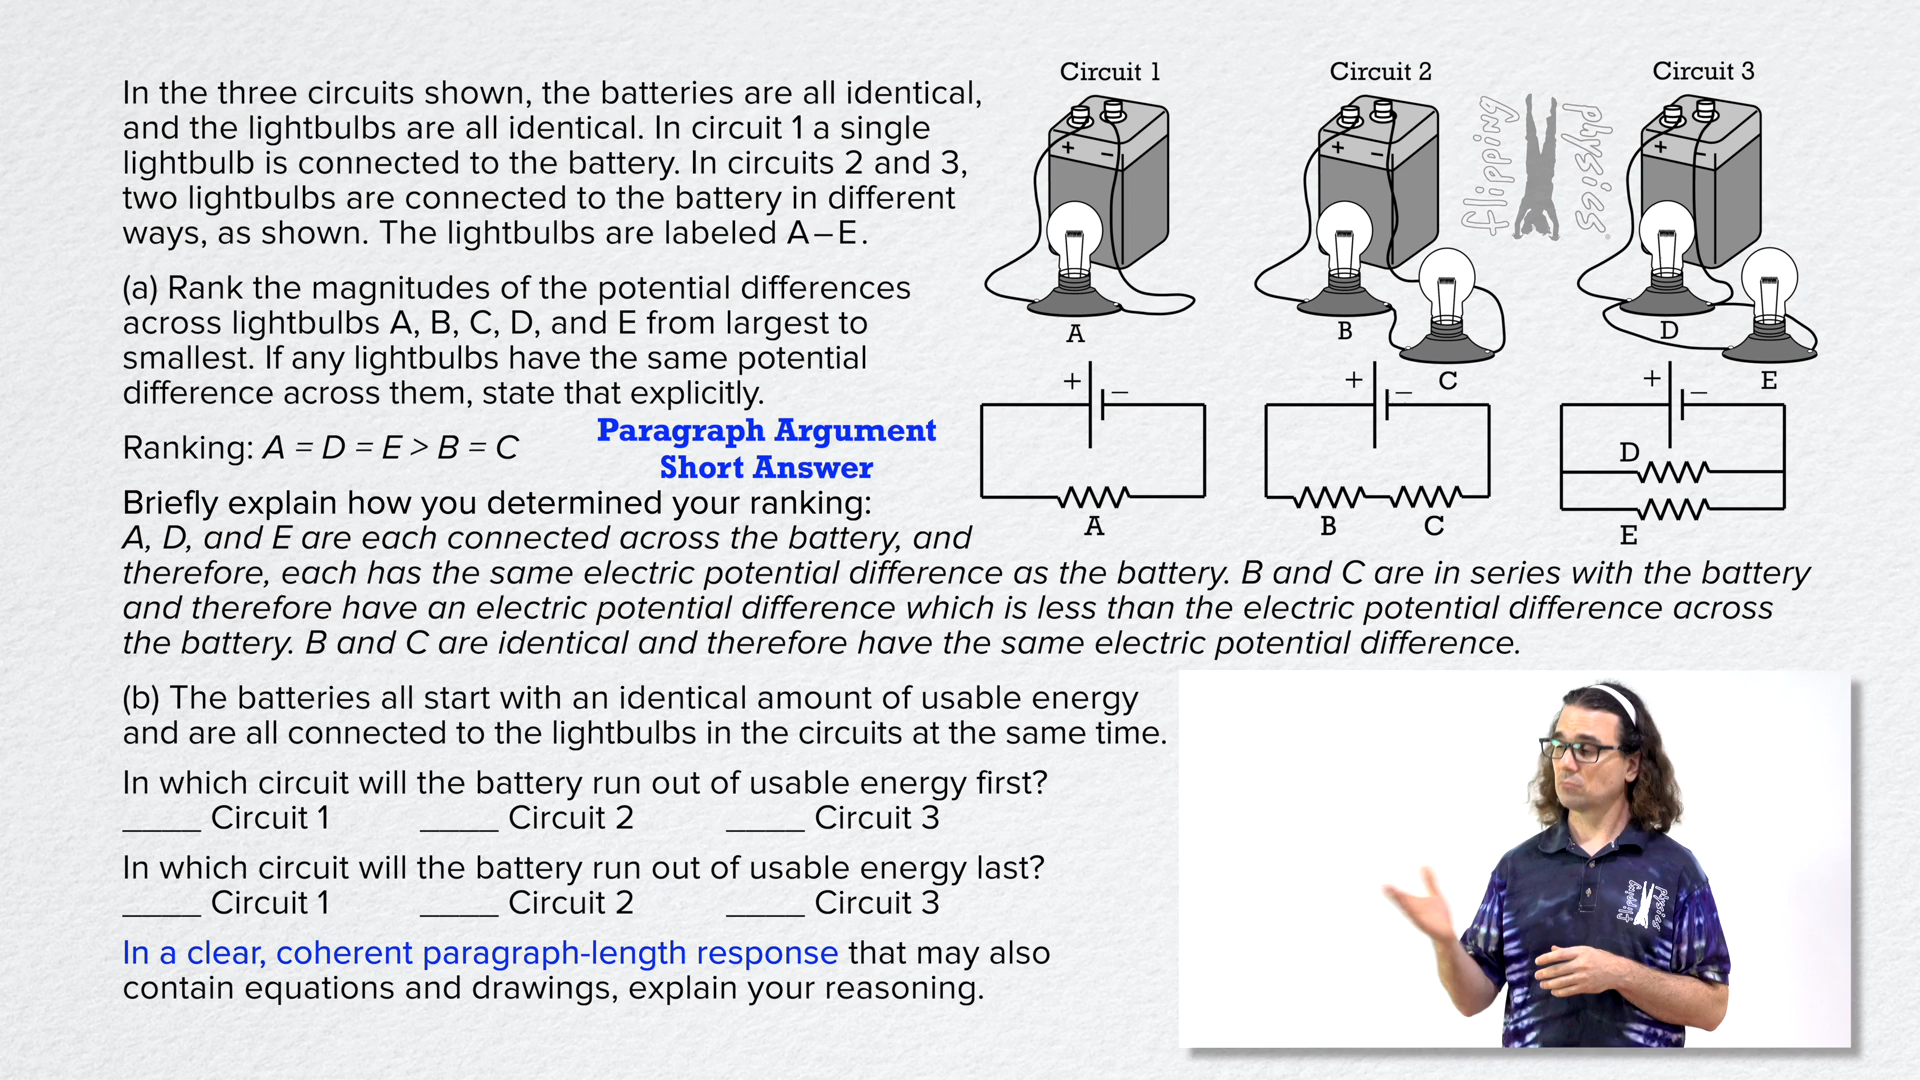 In the three circuits shown, the batteries are all identical,
and the lightbulbs are all identical. In circuit 1 a single
lightbulb is connected to the battery. In circuits 2 and 3,
two lightbulbs are connected to the battery in different
ways, as shown. The lightbulbs are labeled A–E.
(a) Rank the magnitudes of the potential differences
across lightbulbs A, B, C, D, and E from largest to
smallest. If any lightbulbs have the same potential
difference across them, state that explicitly.
Ranking: A = D = E > B = C
Paragraph Argument
Short Answer
Briefly explain how you determined your ranking:
A, D, and E are each connected across the battery, and
therefore, each has the same electric potential difference as the battery. B and C are in series with the battery
and therefore have an electric potential difference which is less than the electric potential difference across
the battery. B and C are identical and therefore have the same electric potential difference.
(b) The batteries all start with an identical amount of usable energy
and are all connected to the lightbulbs in the circuits at the same time.
In which circuit will the battery run out of usable energy first?
____ Circuit 1 ____ Circuit 2 ____ Circuit 3
In which circuit will the battery run out of usable energy last?
____ Circuit 1 ____ Circuit 2 ____ Circuit 3
In a clear, coherent paragraph-length response that may also
contain equations and drawings, explain your reasoning.
Circuit 1
+ −
A
+ −
A
Circuit 2
+ −
B
C
+ −
B C
flipping
physics
Circuit 3
+ −
D
E
+ −
D
E
flipping
physics